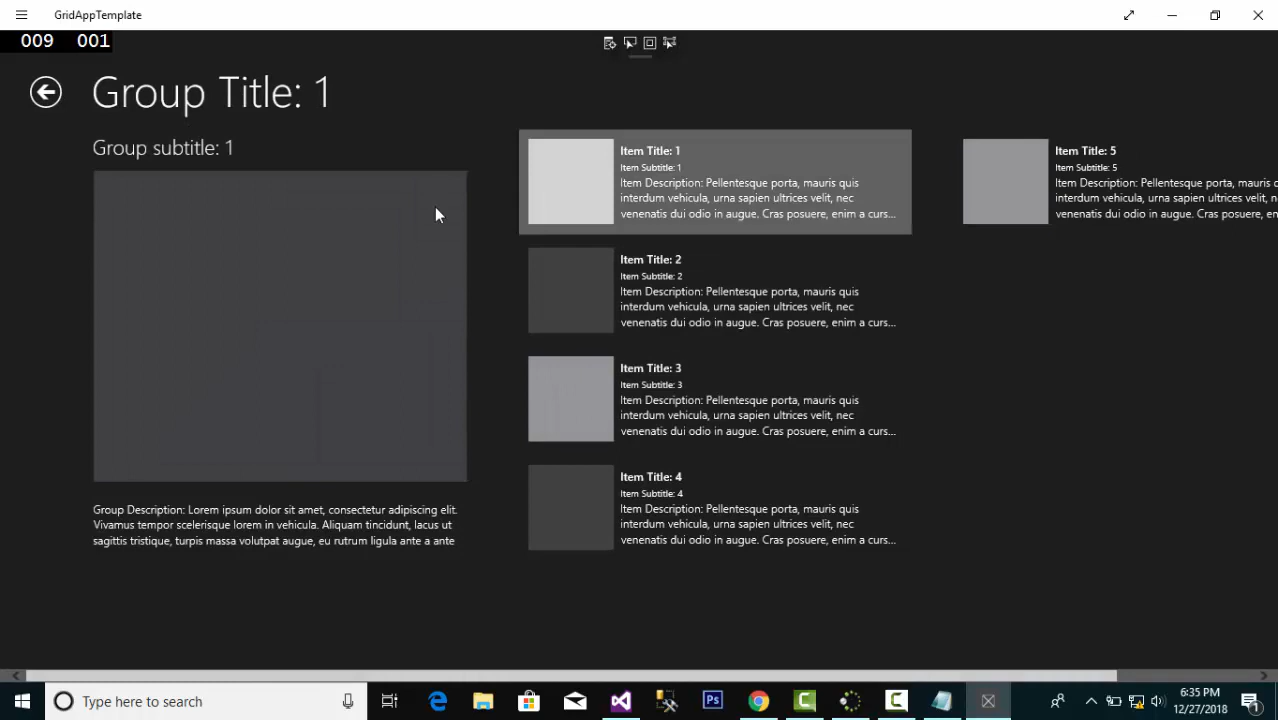 GridAppTemplate
009 001
Group Title: 1
Group subtitle: 1
Group Description: Lorem ipsum dolor sit amet, consectetur adipiscing elit.
Vivamus tempor scelerisque lorem in vehicula. Aliquam tincidunt, lacus ut
sagittis tristique, turpis massa volutpat augue, eu rutrum ligula ante a ante
Item Title: 1
Item Subtitle: 1
Item Description: Pellentesque porta, mauris quis
interdum vehicula, urna sapien ultrices velit, nec
venenatis dui odio in augue. Cras posuere, enim a curs...
Item Title: 2
Item Subtitle: 2
Item Description: Pellentesque porta, mauris quis
interdum vehicula, urna sapien ultrices velit, nec
venenatis dui odio in augue. Cras posuere, enim a curs...
Item Title: 3
Item Subtitle: 3
Item Description: Pellentesque porta, mauris quis
interdum vehicula, urna sapien ultrices velit, nec
venenatis dui odio in augue. Cras posuere, enim a curs...
Item Title: 4
Item Subtitle: 4
Item Description: Pellentesque porta, mauris quis
interdum vehicula, urna sapien ultrices velit, nec
venenatis dui odio in augue. Cras posuere, enim a curs...
Item Title: 5
Item Subtitle: 5
Item Description: Pellentesque porta, mauris q
interdum vehicula, urna sapien ultrices velit, n
venenatis dui odio in augue. Cras posuere, en
Type here to search
Ps
6:35 PM
12/27/2018
1